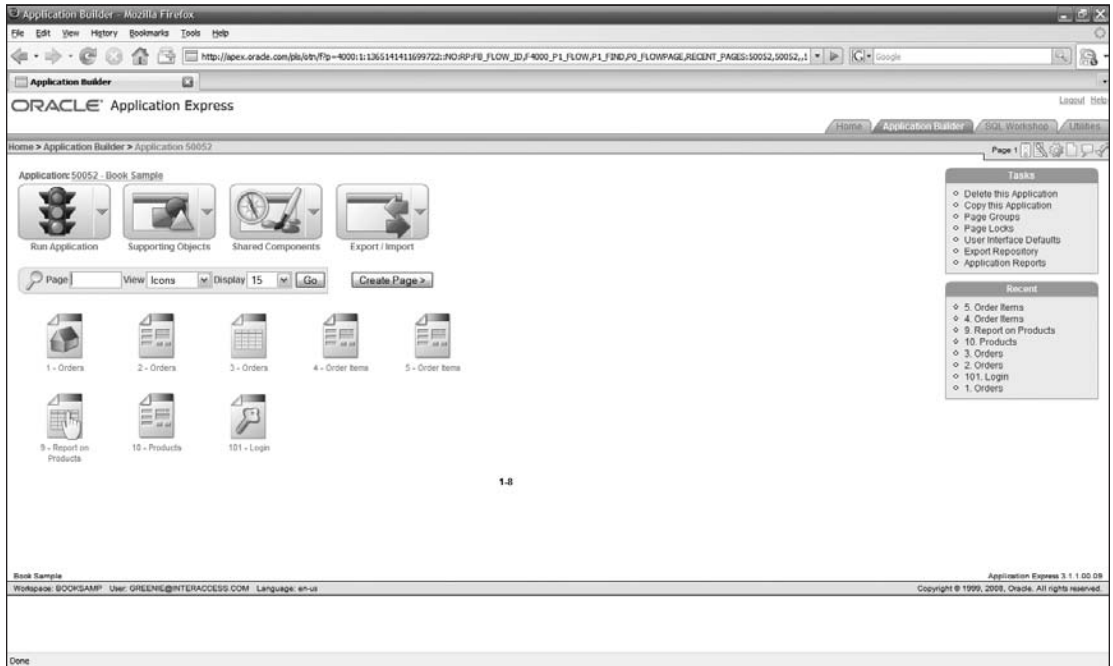 Application Builder - Mozilla Firefox
File Edit View History Bookmarks Tools Help
http://apex.oracle.com/pls/otn/f?p=4000:1:1365141411699722::NO:RP:FB_FLOW_ID,F4000_P1_FLOW,P1_FIND,P0_FLOWPAGE,RECENT_PAGES:50052,50052,,1
Google
Application Builder
ORACLE Application Express
Logout Help
Home Application Builder SQL Workshop Utilities
Home > Application Builder > Application 50052
Page 1
Application: 50052 - Book Sample
Run Application Supporting Objects Shared Components Export / Import
Page View Icons Display 15 Go Create Page >
1 - Orders 2 - Orders 3 - Orders 4 - Order Items 5 - Order Items
9 - Report on Products 10 - Products 101 - Login
1-8
Tasks
Delete this Application
Copy this Application
Page Groups
Page Locks
User Interface Defaults
Export Repository
Application Reports
Recent
5. Order Items
4. Order Items
9. Report on Products
10. Products
3. Orders
2. Orders
101. Login
1. Orders
Book Sample
Application Express 3.1.1.00.09
Workspace: BOOKSAMP User: GREENIE@INTERACCESS.COM Language: en-us
Copyright © 1999, 2008, Oracle. All rights reserved.
Done